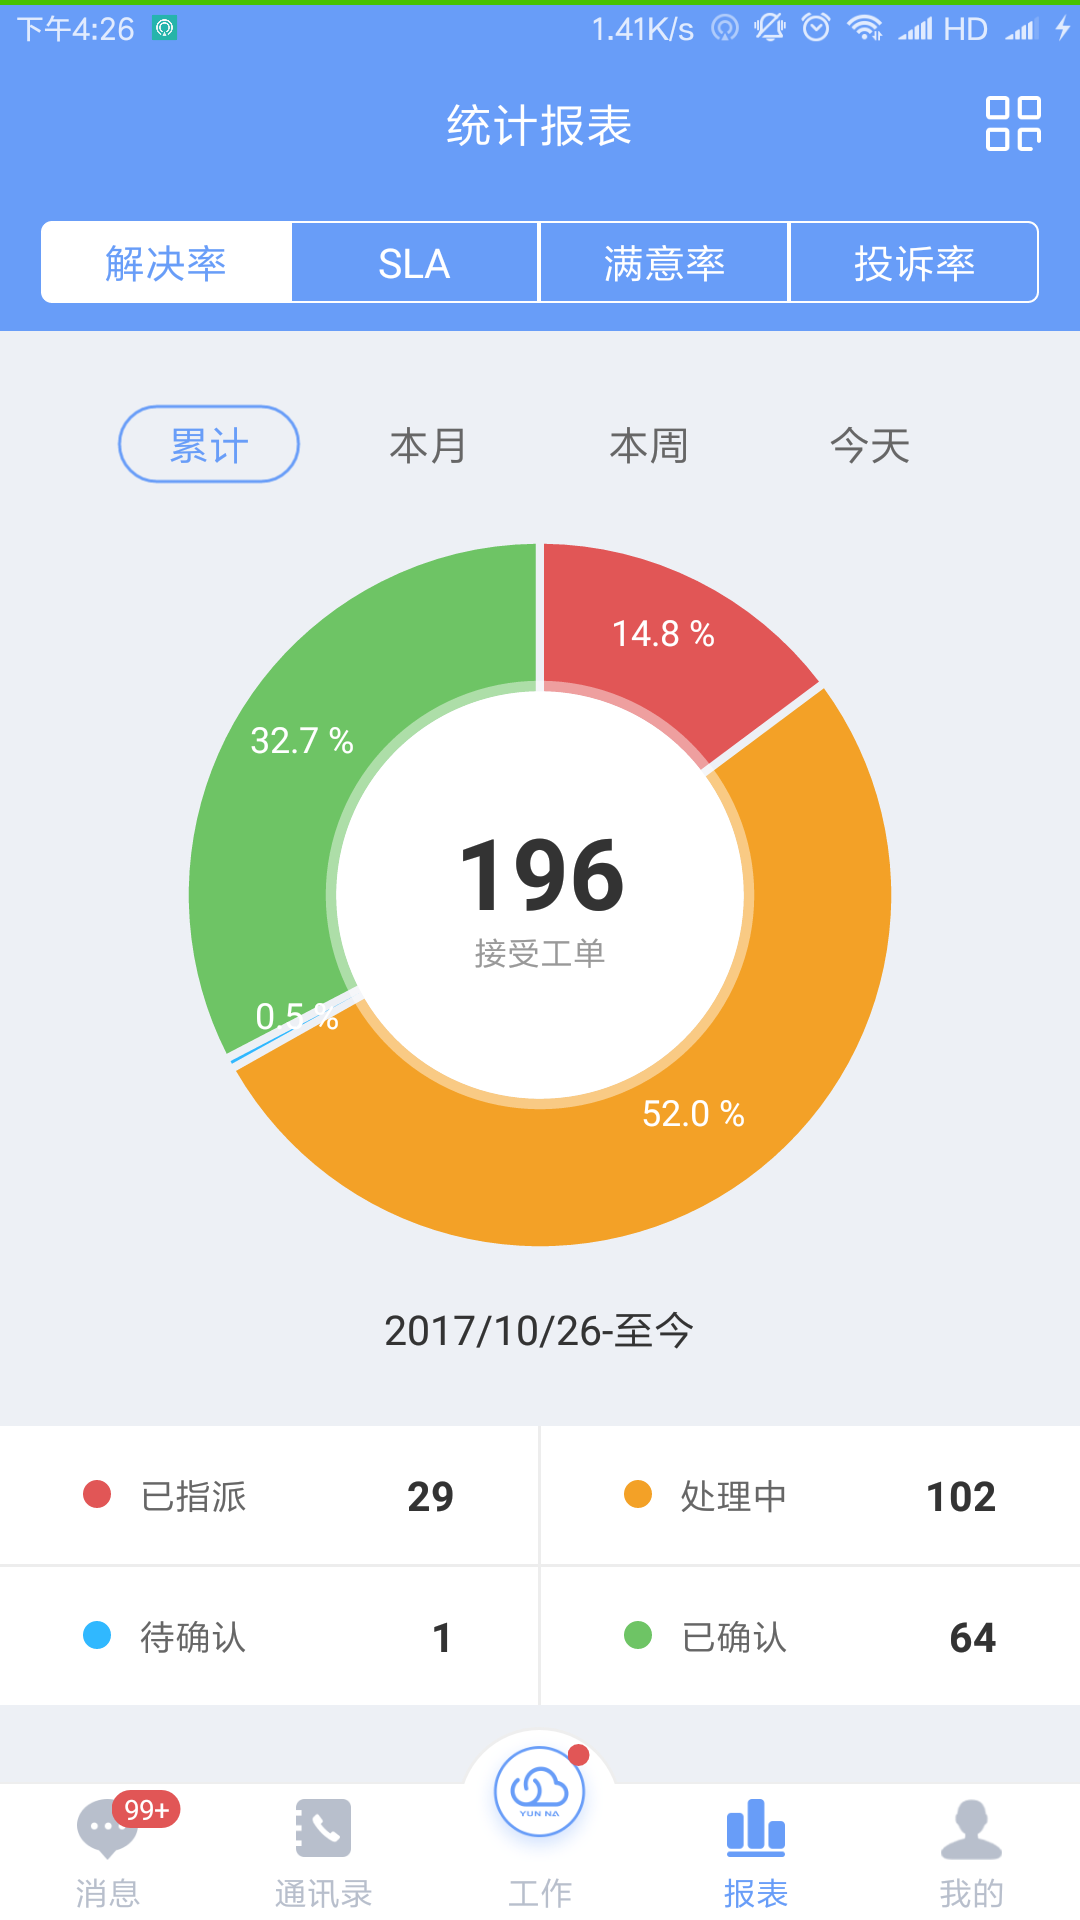 下午4:26 1.41K/s HD
统计报表
解决率 SLA 满意率 投诉率
累计 本月 本周 今天
14.8 %
32.7 %
196
接受工单
0.5 %
52.0 %
2017/10/26-至今
已指派 29 处理中 102
待确认 1 已确认 64
YUN NA
99+
消息 通讯录 工作 报表 我的